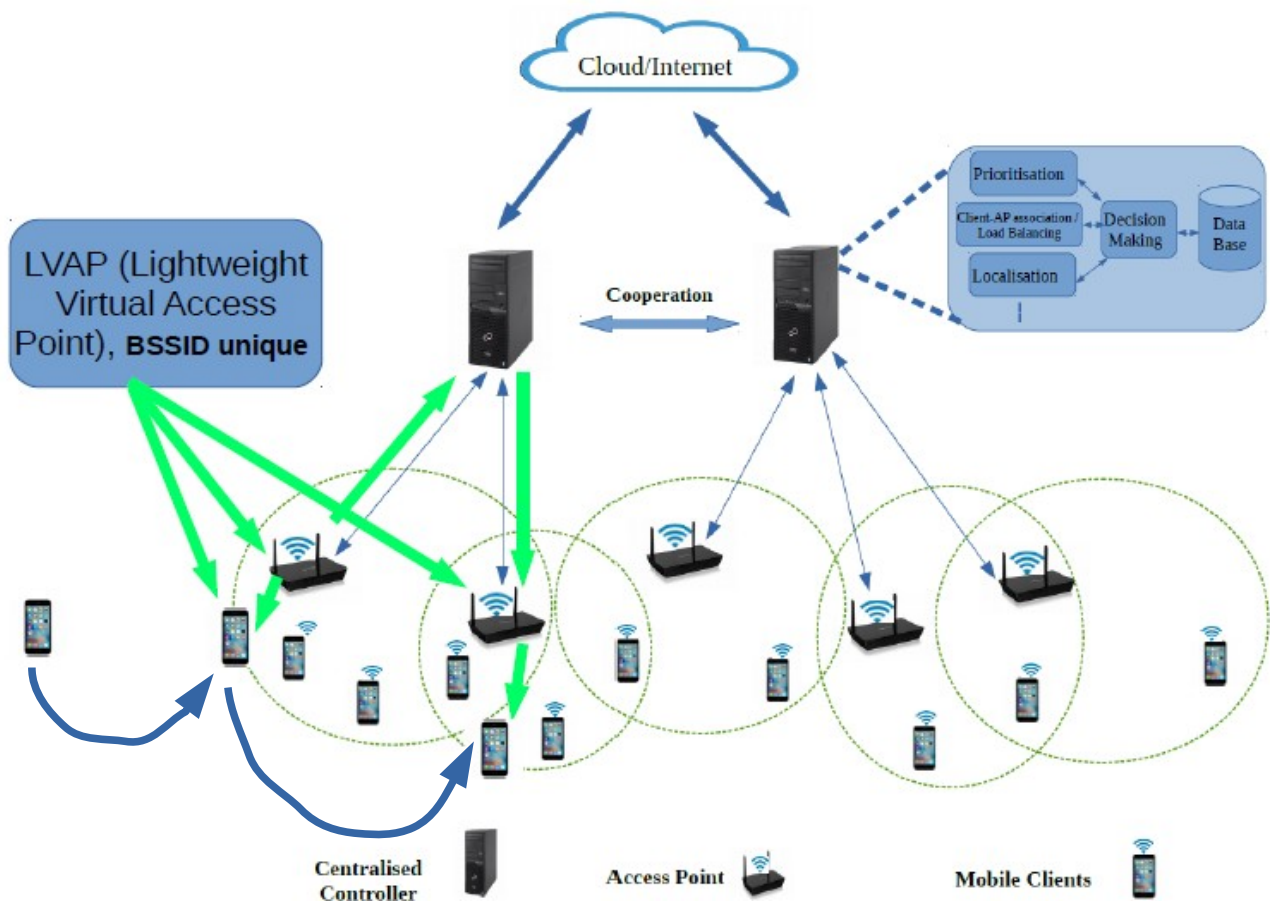 Cloud/Internet
Prioritisation
Client-AP association /
Load Balancing
Localisation
Decision
Making
Data
Base
LVAP (Lightweight
Virtual Access
Point), BSSID unique
Cooperation
Centralised
Controller
Access Point
Mobile Clients